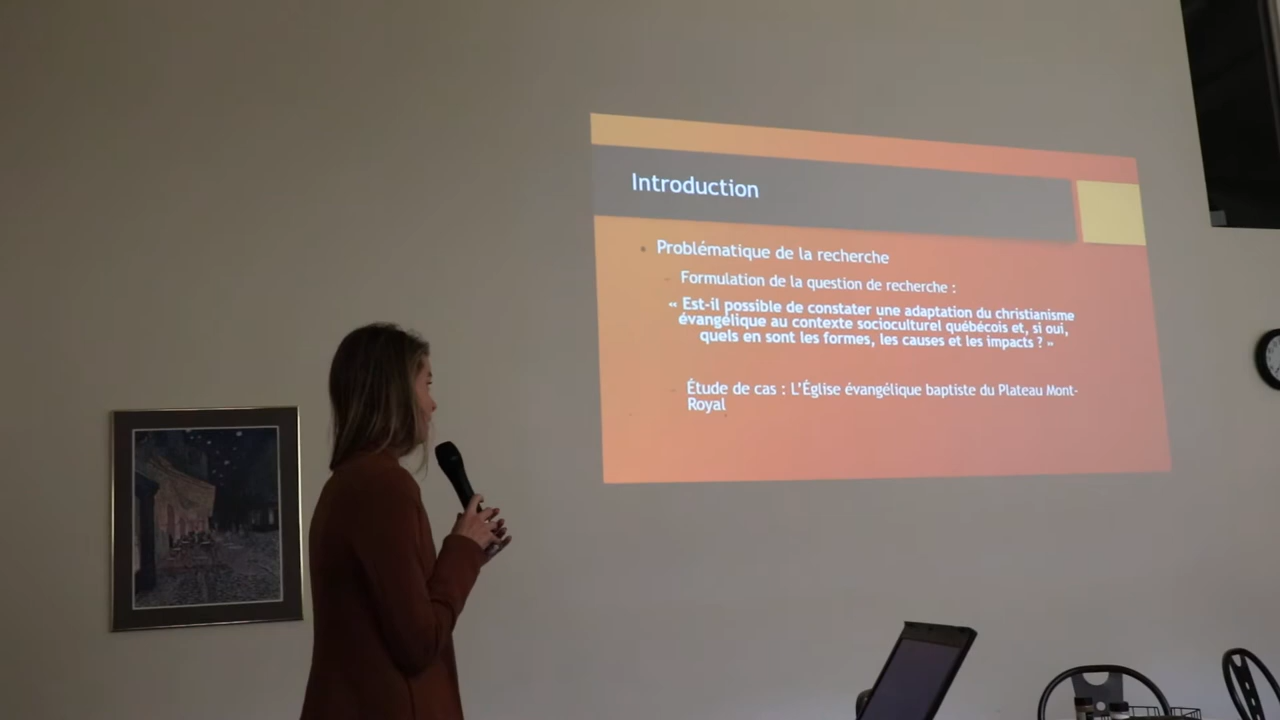 Introduction
Problématique de la recherche
Formulation de la question de recherche :
« Est-il possible de constater une adaptation du christianisme
évangélique au contexte socioculturel québécois et, si oui,
quels en sont les formes, les causes et les impacts ? »
Étude de cas : L'Église évangélique baptiste du Plateau Mont-
Royal